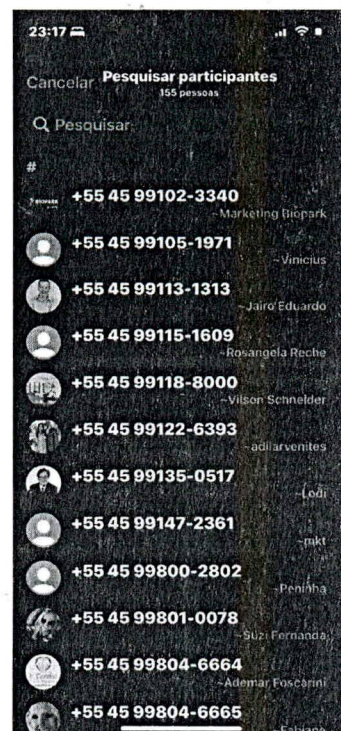 23:17
Cancelar Pesquisar participantes
155 pessoas
Pesquisar
#
BIOPARK
+55 45 99102-3340
~Marketing Biopark
+55 45 99105-1971
~Vinicius
+55 45 99113-1313
~Jairo Eduardo
+55 45 99115-1609
~Rosangela Reche
+55 45 99118-8000
~Vilson Schneider
+55 45 99122-6393
~adilarvenites
+55 45 99135-0517
~Lodi
+55 45 99147-2361
~mkt
+55 45 99800-2802
~Peninha
+55 45 99801-0078
~Suzi Fernanda
+55 45 99804-6664
~Ademar Foscarini
+55 45 99804-6665
~Fabiano